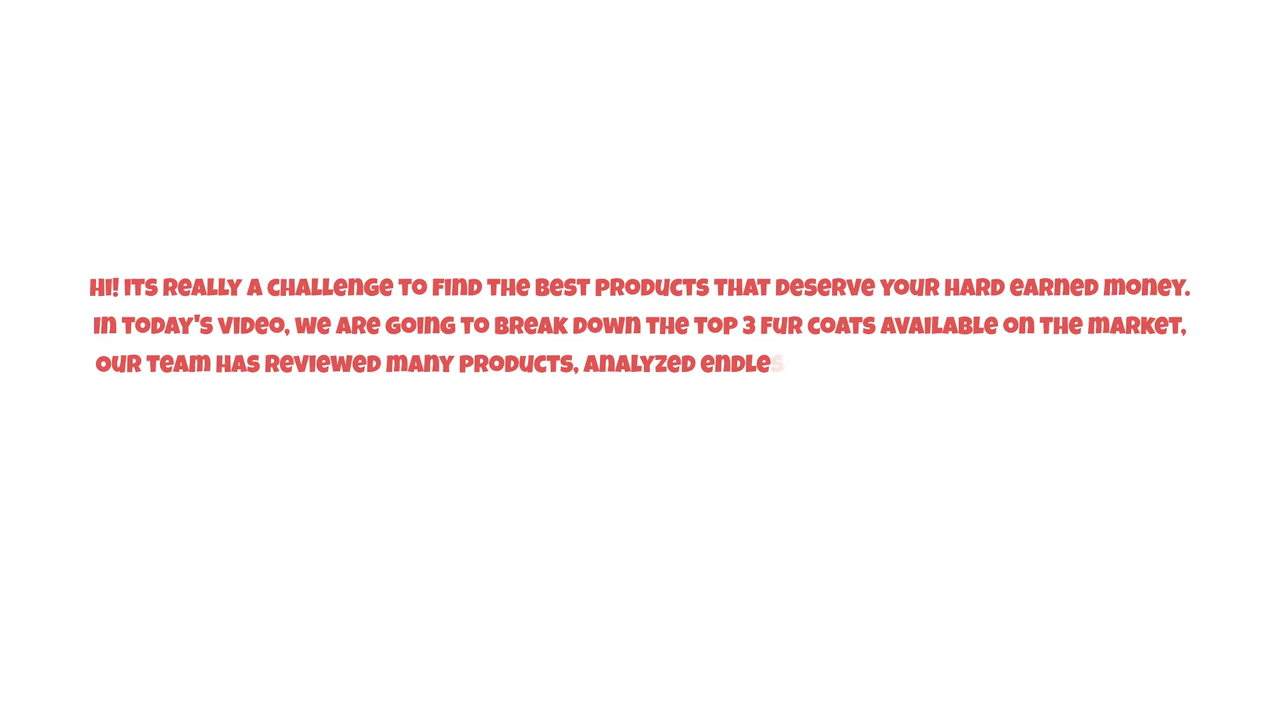 Hi! Its really a challenge to find the best products that deserve your hard earned money.
In today's video, we are going to break down the top 3 fur coats available on the market,
our team has reviewed many products, analyzed endles